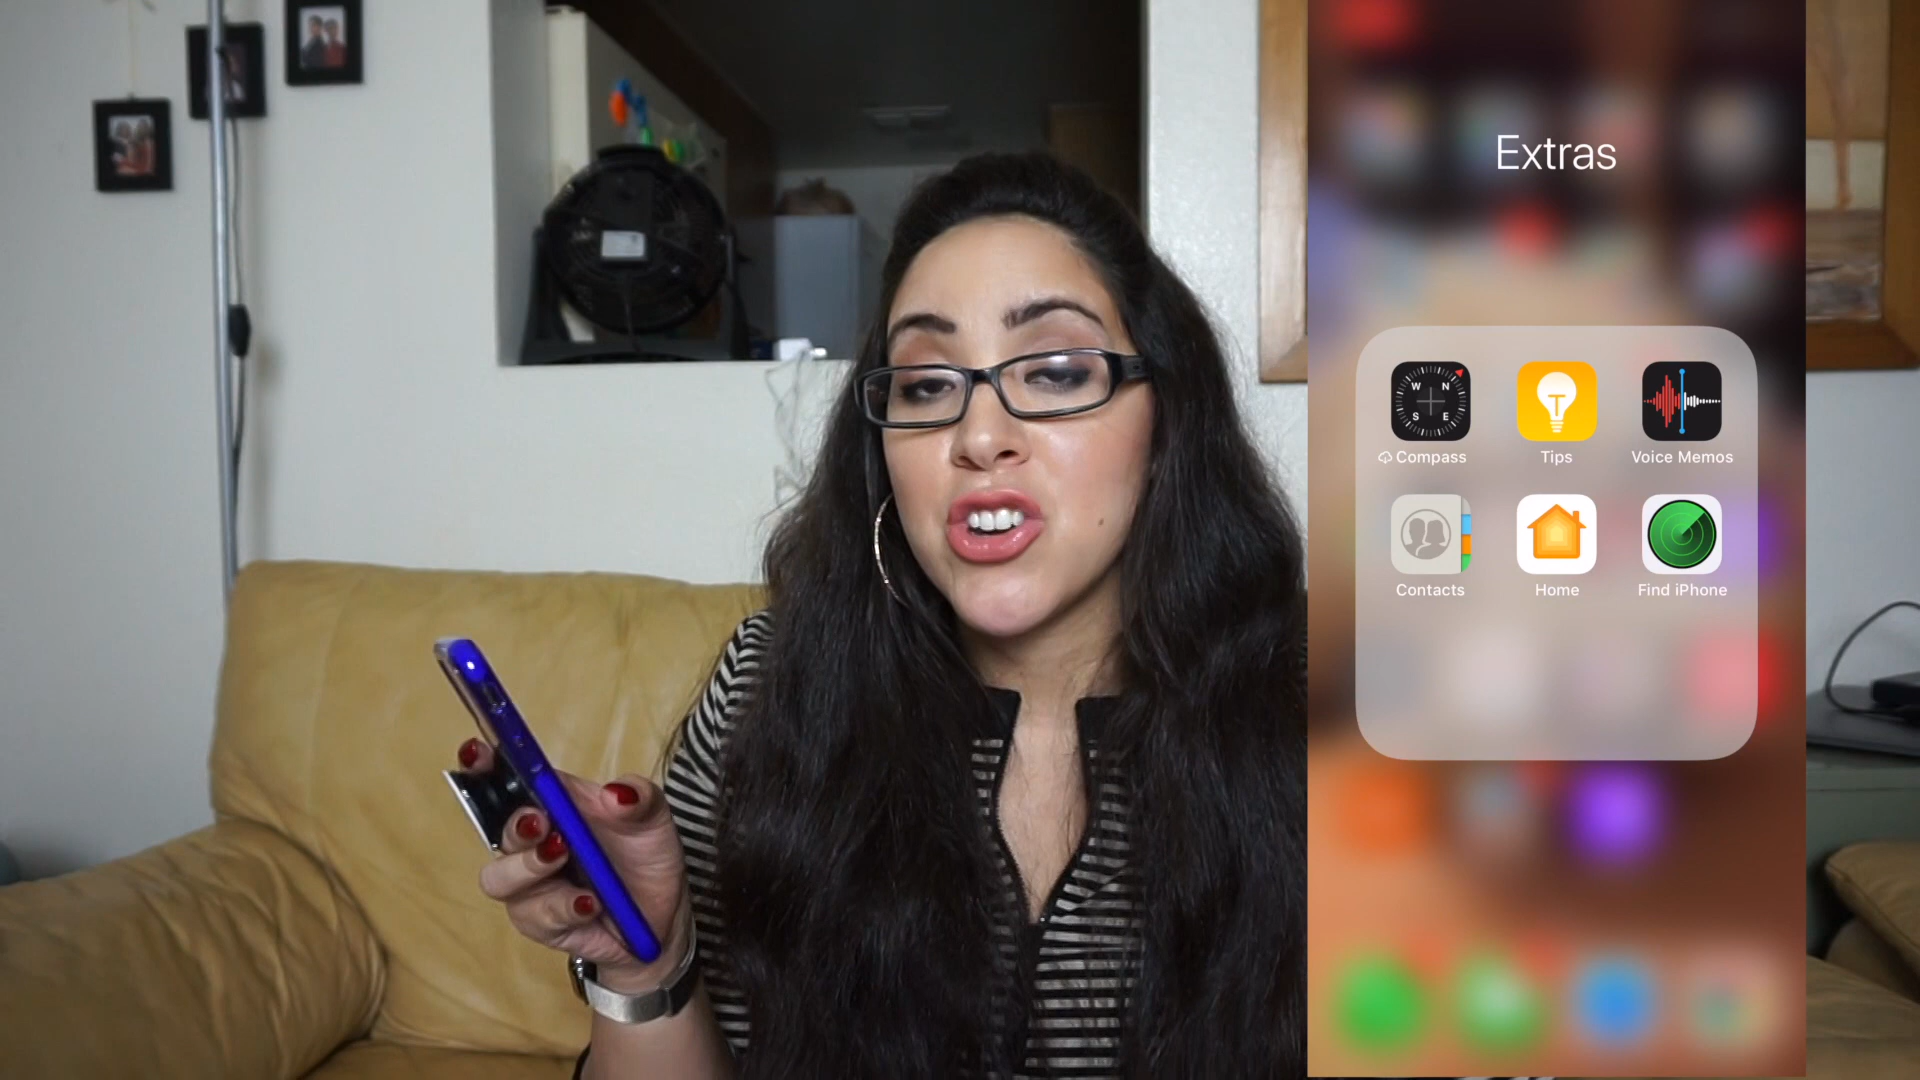 Extras
W N
S E
T
Compass Tips Voice Memos
Contacts Home Find iPhone